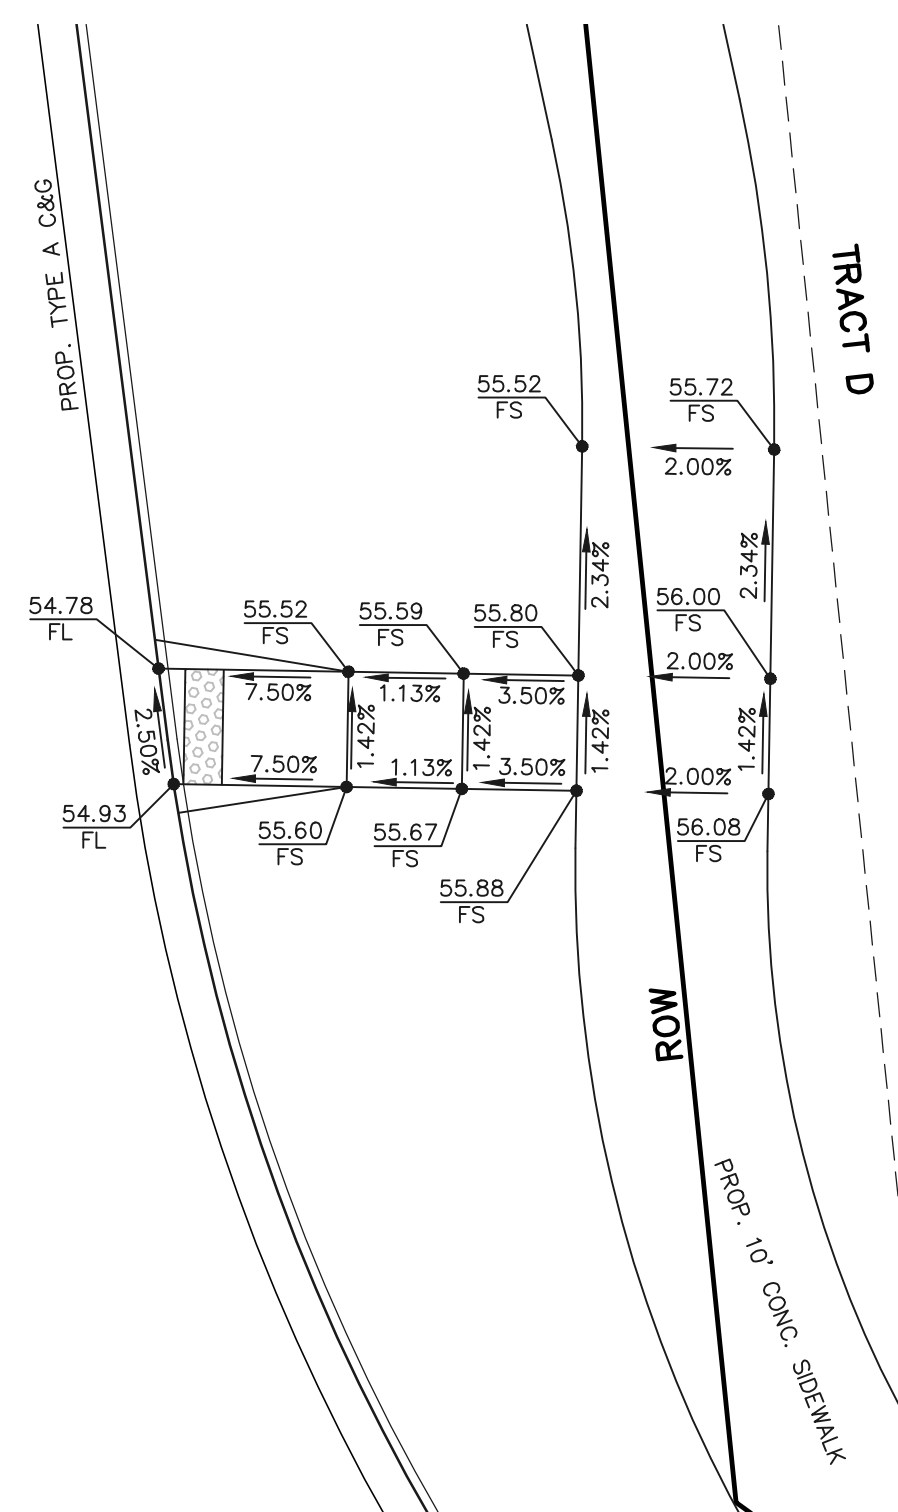 PROP. TYPE A C&G
TRACT D
55.52
FS
55.72
FS
2.00%
2.34%
2.34%
54.78
FL
55.52
FS
55.59
FS
55.80
FS
56.00
FS
2.00%
7.50%
1.13%
3.50%
2.50%
1.42%
1.42%
1.42%
1.42%
7.50%
1.13%
3.50%
2.00%
54.93
FL
55.60
FS
55.67
FS
56.08
FS
55.88
FS
ROW
PROP. 10' CONC. SIDEWALK